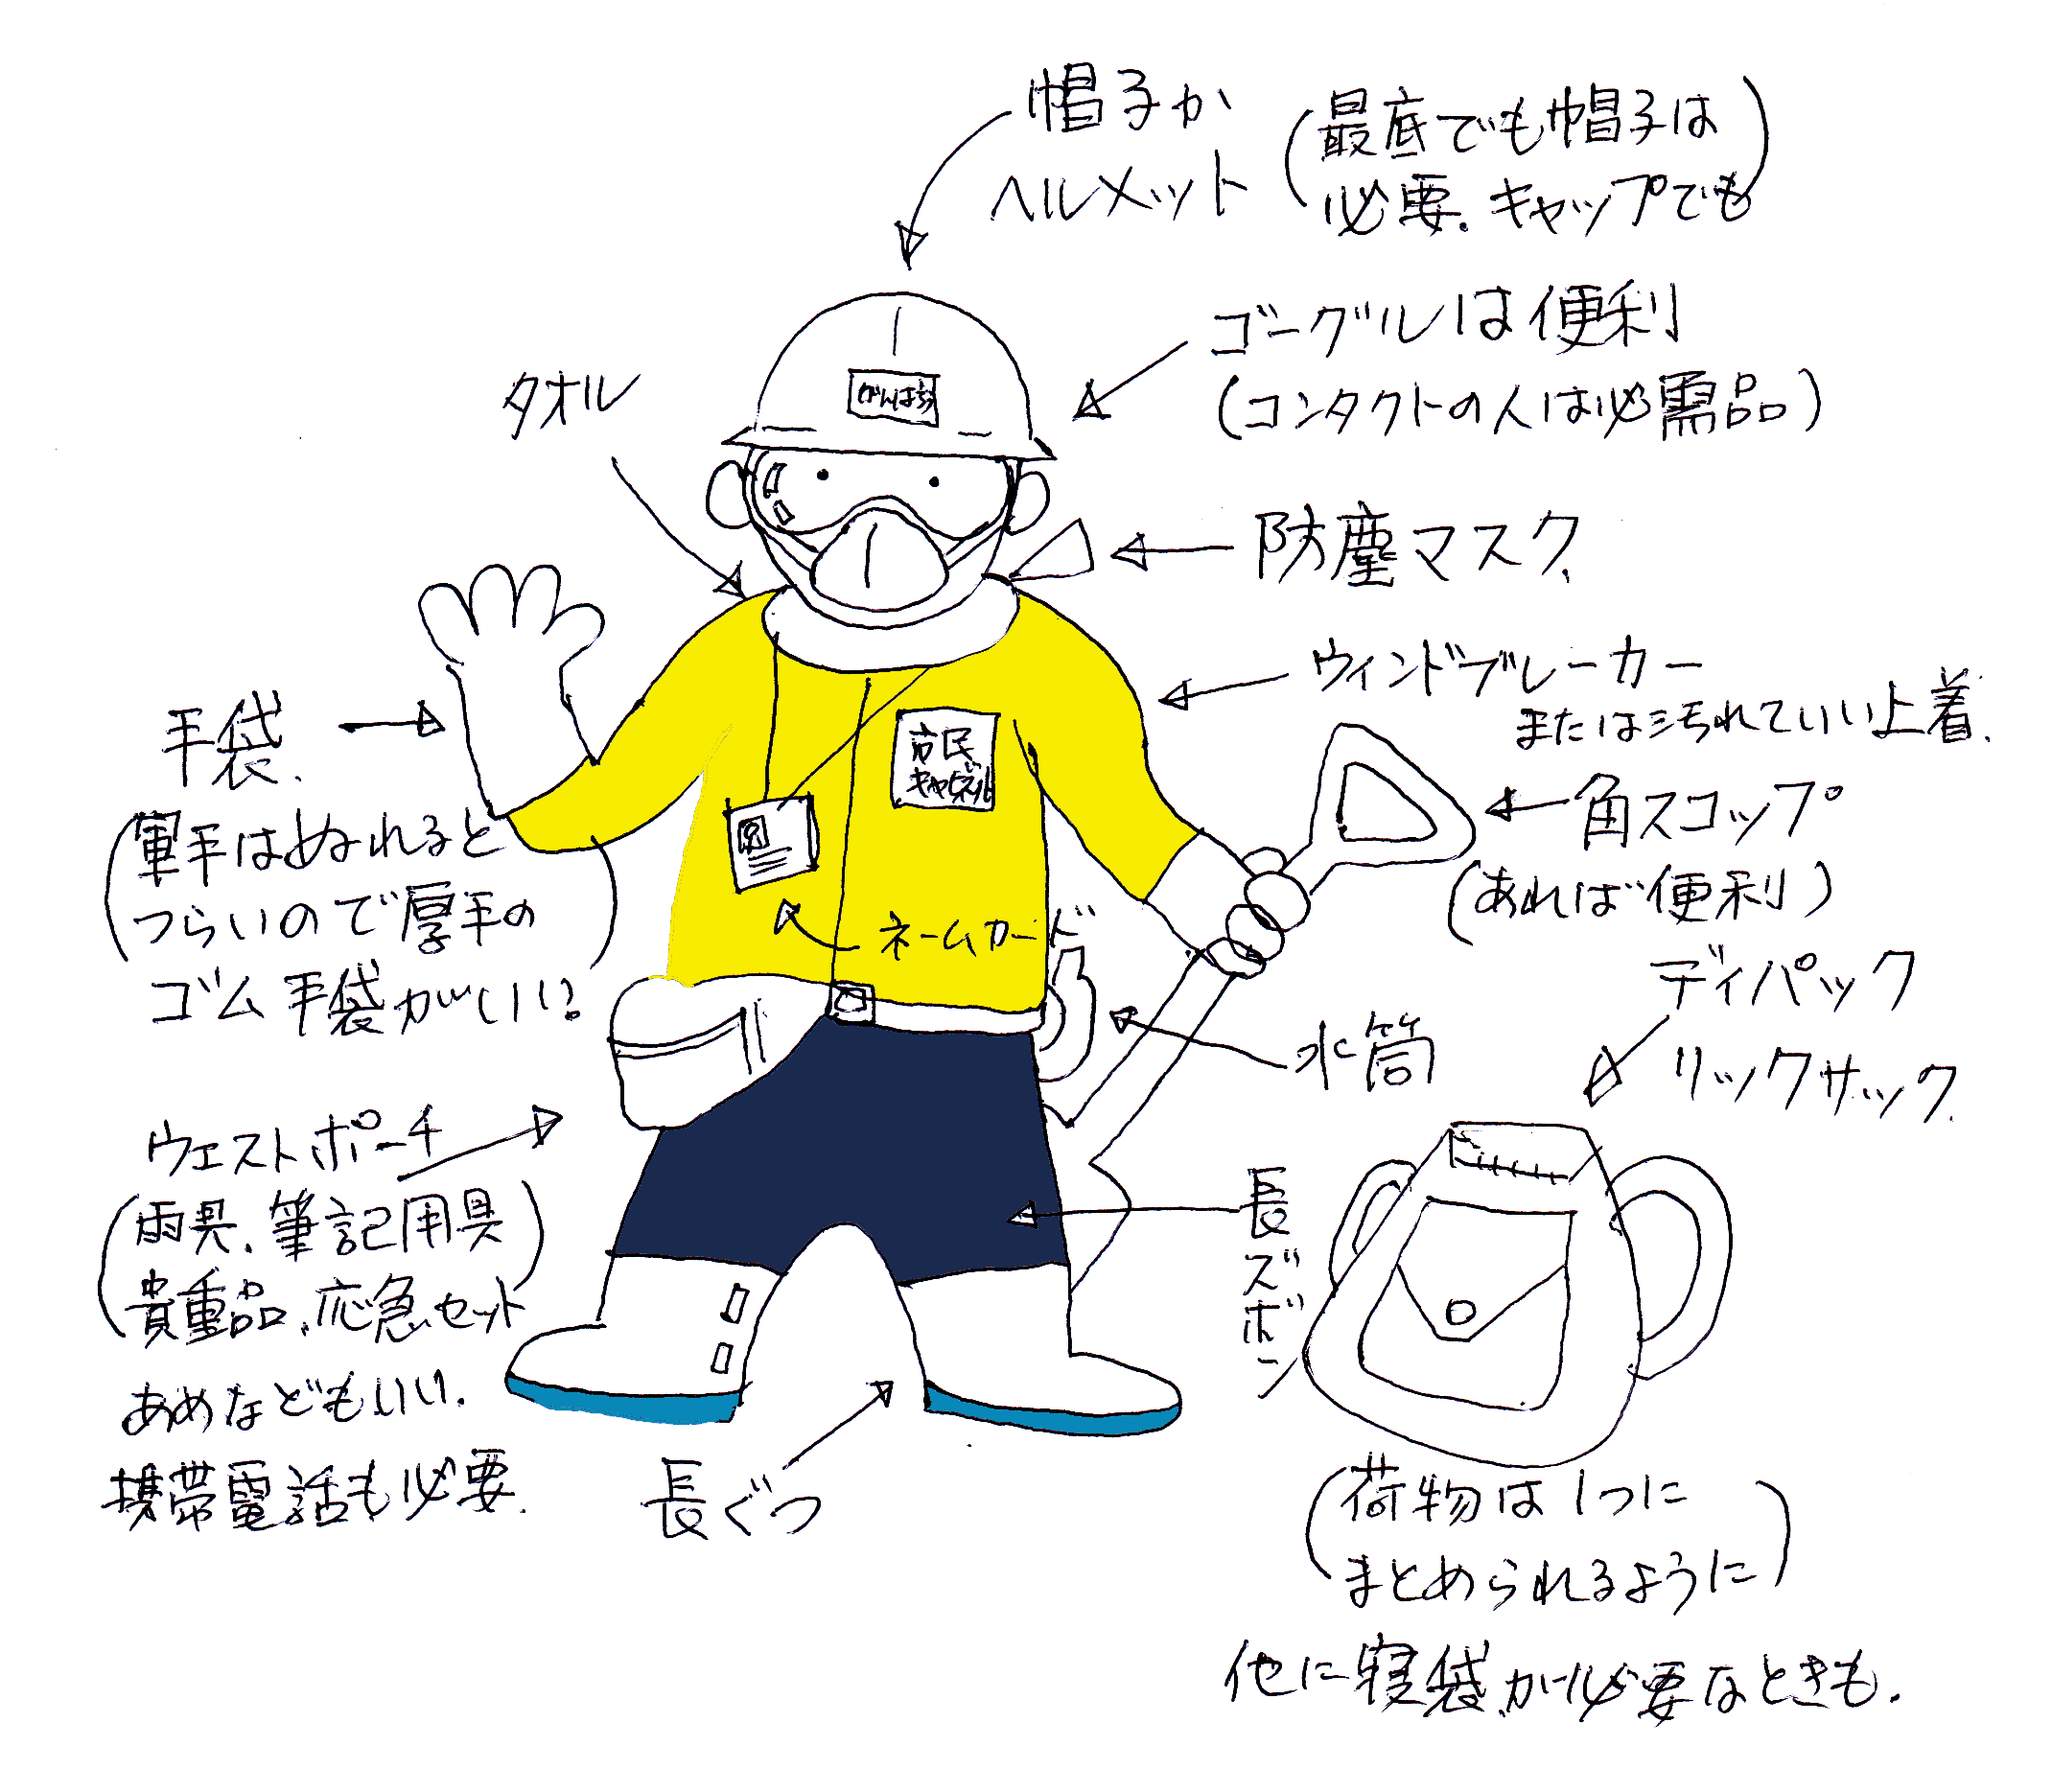 帽子か
ヘルメット
(最底でも帽子は
必要.キャップでも)
ゴーグルは便利
(コンタクトの人は必需品)
タオル
がんばろう
防塵マスク
ウィンドブレーカー
または汚れていい上着.
手袋.
(軍手はぬれると
つらいので厚手の)
ゴム手袋がいい?
市民
キャビネット
角スコップ
(あれば便利)
ネームカード
水筒
ディパック
リックサック
ウェストポーチ
(雨具.筆記用具
貴重品.応急セット)
あめなどもいい.
携帯電話も必要.
長ズボン
長ぐつ
(荷物は1つに
まとめられるように)
他に寝袋が必要なときも.